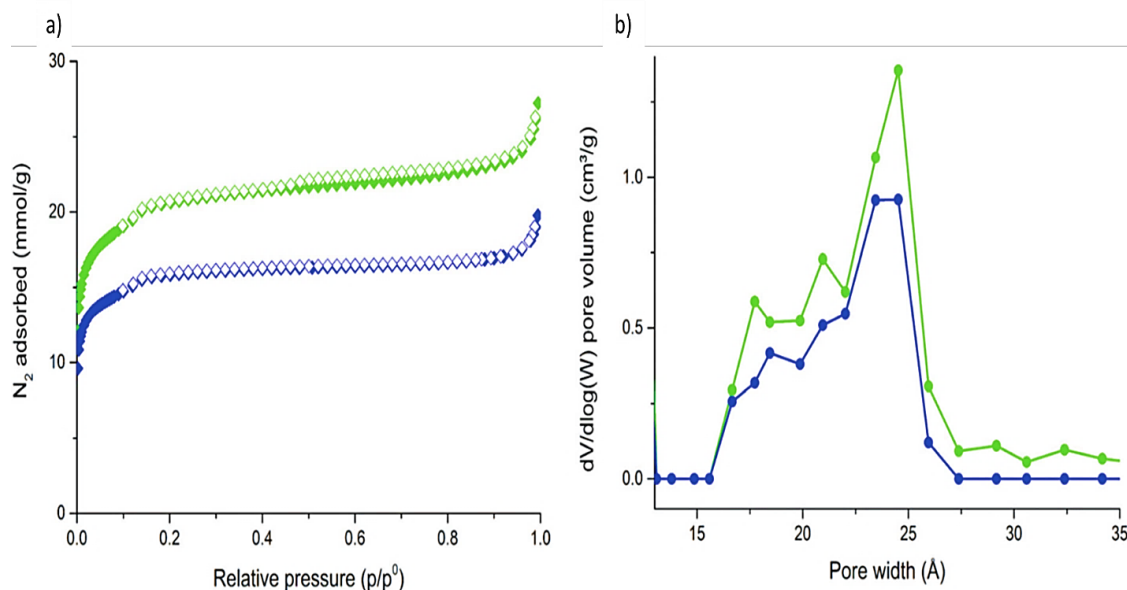 a)
30
20
10
0
N₂ adsorbed (mmol/g)
0.0 0.2 0.4 0.6 0.8 1.0
Relative pressure (p/p⁰)
b)
1.0
0.5
0.0
dV/dlog(W) pore volume (cm³/g)
15 20 25 30 35
Pore width (Å)